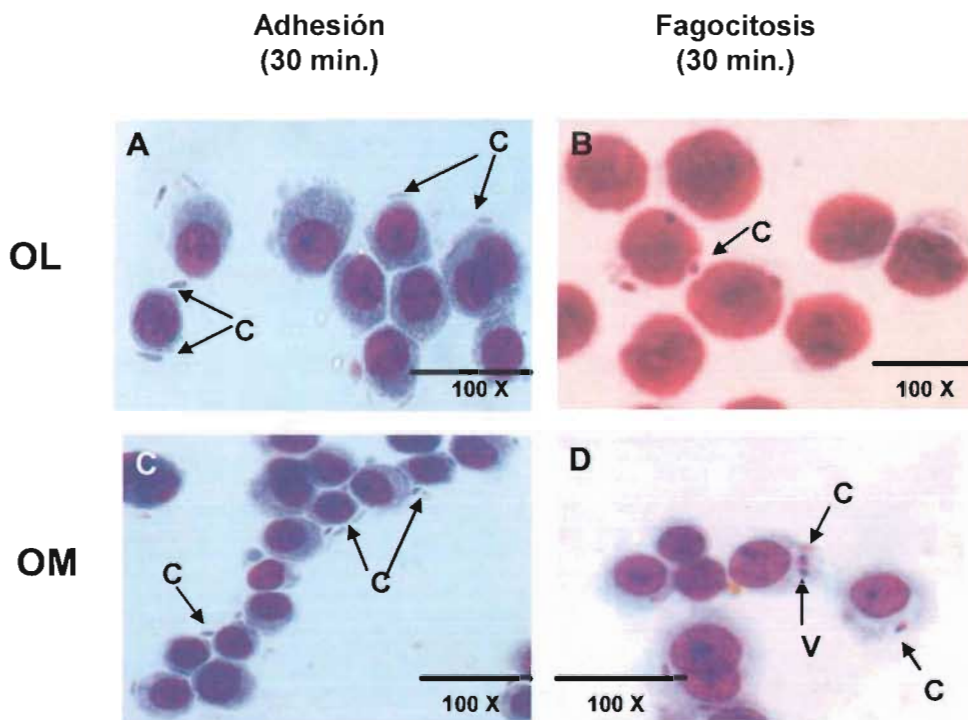 Adhesión
(30 min.)
Fagocitosis
(30 min.)
OL
A
C
C
100 X
B
C
100 X
OM
C
C
C
100 X
D
C
V
C
100 X